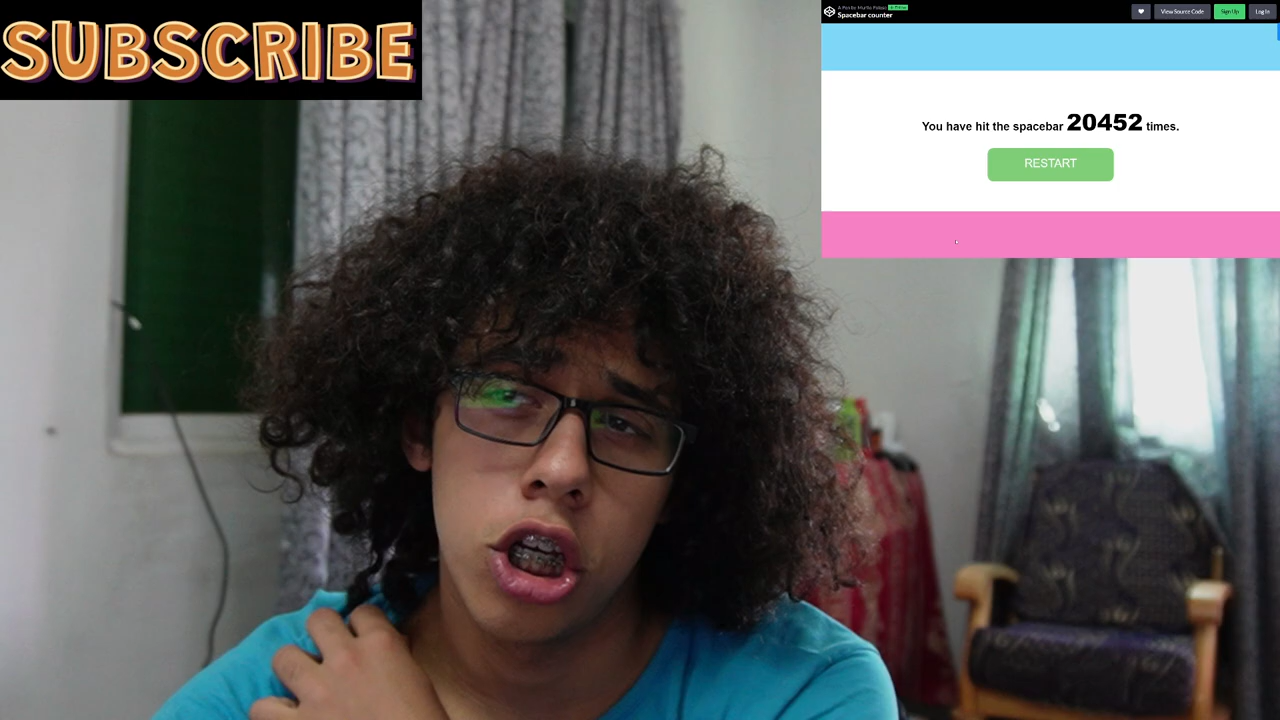 SUBSCRIBE
Spacebar counter
View Source Code
Sign Up
Log In
You have hit the spacebar 20452 times.
RESTART